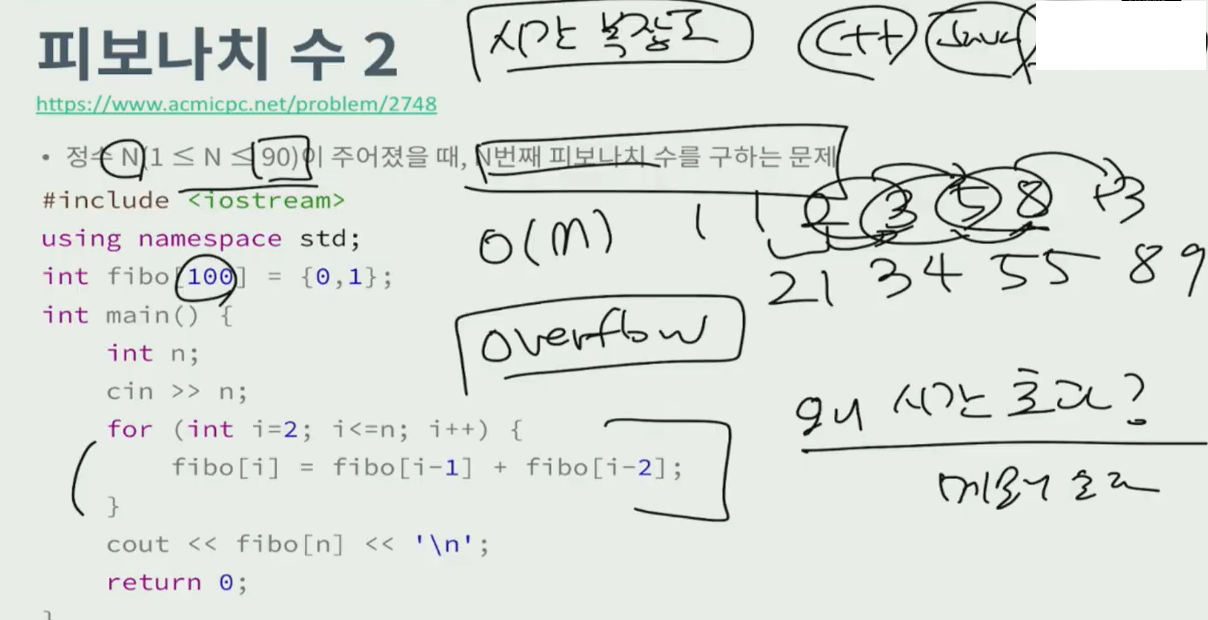 피보나치 수 2
시간 복잡도
C++ Java
https://www.acmicpc.net/problem/2748
• 정수 N(1 ≤ N ≤ 90)이 주어졌을 때, N번째 피보나치 수를 구하는 문제
#include <iostream>
using namespace std;
O(N)
1 1 2 3 5 8 13
int fibo[100] = {0,1};
21 34 55 89
int main() {
overflow
int n;
cin >> n;
왜 시간 초과?
for (int i=2; i<=n; i++) {
fibo[i] = fibo[i-1] + fibo[i-2];
메모리 초과
}
cout << fibo[n] << '\n';
return 0;
}